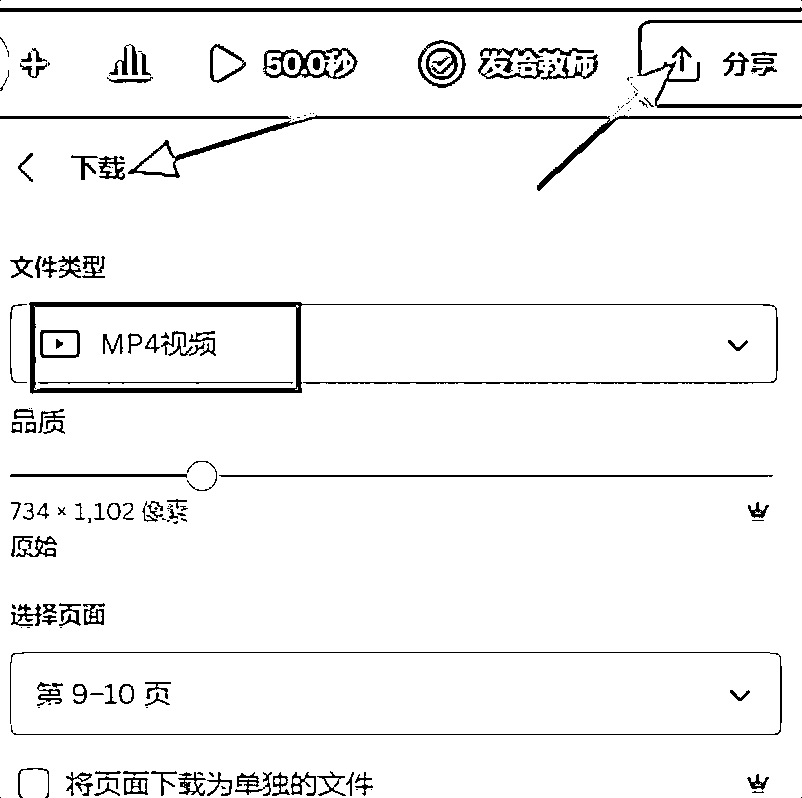 50.0秒 发给教师 分享
下载
文件类型
MP4视频
品质
734 × 1,102 像素
原始
选择页面
第 9-10 页
将页面下载为单独的文件